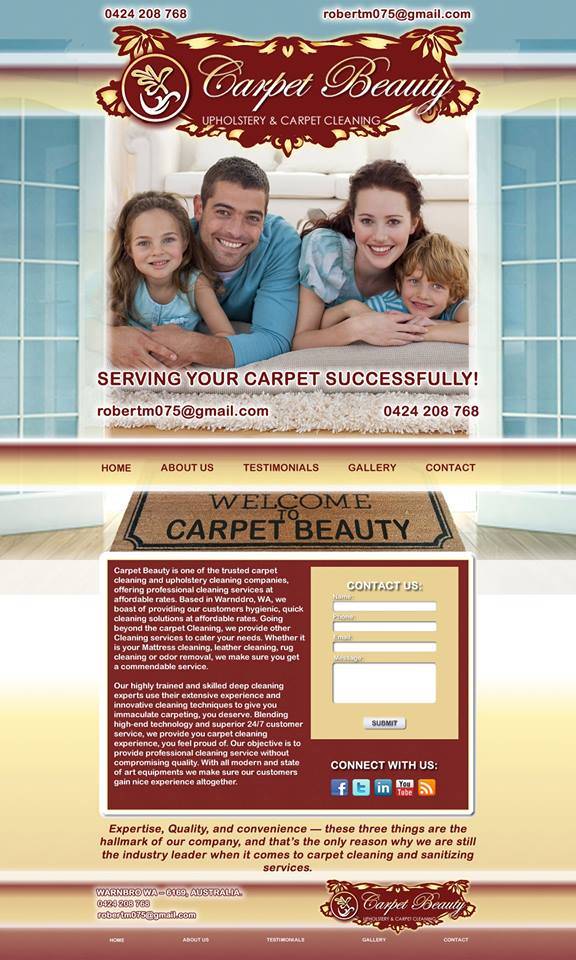 0424 208 768
robertm075@gmail.com
Carpet Beauty
UPHOLSTERY & CARPET CLEANING
SERVING YOUR CARPET SUCCESSFULLY!
robertm075@gmail.com
0424 208 768
HOME
ABOUT US
TESTIMONIALS
GALLERY
CONTACT
WELCOME
TO
CARPET BEAUTY
Carpet Beauty is one of the trusted carpet
cleaning and upholstery cleaning companies,
offering professional cleaning services at
affordable rates. Based in Warnddro, WA, we
boast of providing our customers hygienic, quick
cleaning solutions at affordable rates. Going
beyond the carpet Cleaning, we provide other
Cleaning services to cater your needs. Whether it
is your Mattress cleaning, leather cleaning, rug
cleaning or odor removal, we make sure you get
a commendable service.
Our highly trained and skilled deep cleaning
experts use their extensive experience and
innovative cleaning techniques to give you
immaculate carpeting, you deserve. Blending
high-end technology and superior 24/7 customer
service, we provide you carpet cleaning
experience, you feel proud of. Our objective is to
provide professional cleaning service without
compromising quality. With all modern and state
of art equipments we make sure our customers
gain nice experience altogether.
CONTACT US:
Name:
Phone:
Email:
Message:
SUBMIT
CONNECT WITH US:
f
t
in
You
Tube
Expertise, Quality, and convenience — these three things are the
hallmark of our company, and that's the only reason why we are still
the industry leader when it comes to carpet cleaning and sanitizing
services.
WARNBRO WA – 6169, AUSTRALIA.
0424 208 768
robertm075@gmail.com
Carpet Beauty
UPHOLSTERY & CARPET CLEANING
HOME
ABOUT US
TESTIMONIALS
GALLERY
CONTACT